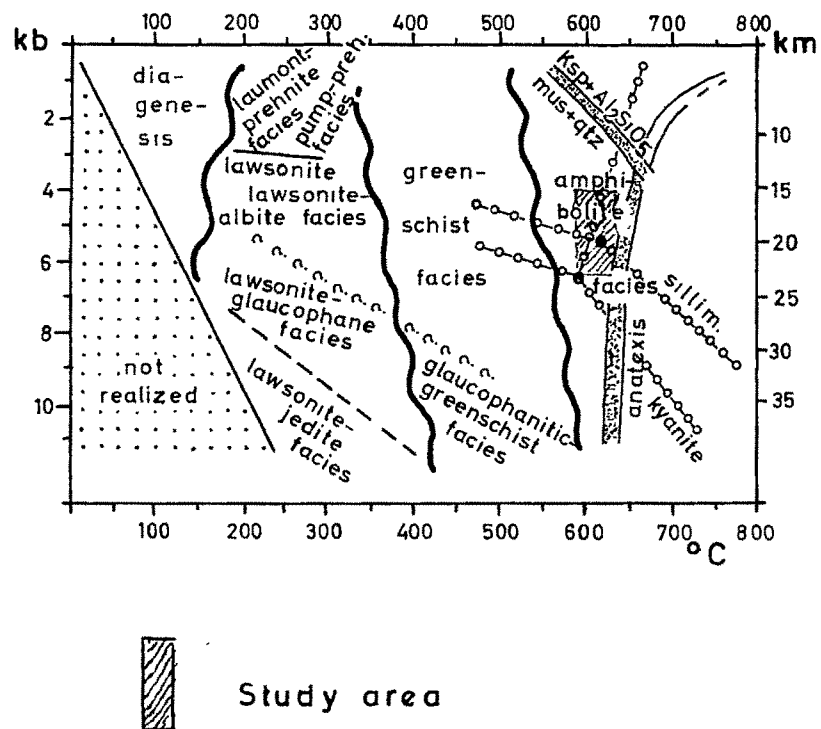 100 200 300 400 500 600 700 800
kb
km
dia-
gene-
sis
laumont-
prehnite
facies
pump-preh.
facies
Ksp+Al2SiO5
mus+qtz
2
4
6
8
10
10
15
20
25
30
35
lawsonite
lawsonite-
albite facies
green-
schist
facies
amphi-
bolite
facies
lawsonite-
glaucophane
facies
sillim.
not
realized
lawsonite-
jedite
facies
glaucophanitic
greenschist
facies
anatexis
kyanite
0 100 200 300 400 500 600 700 800
°C
Study area